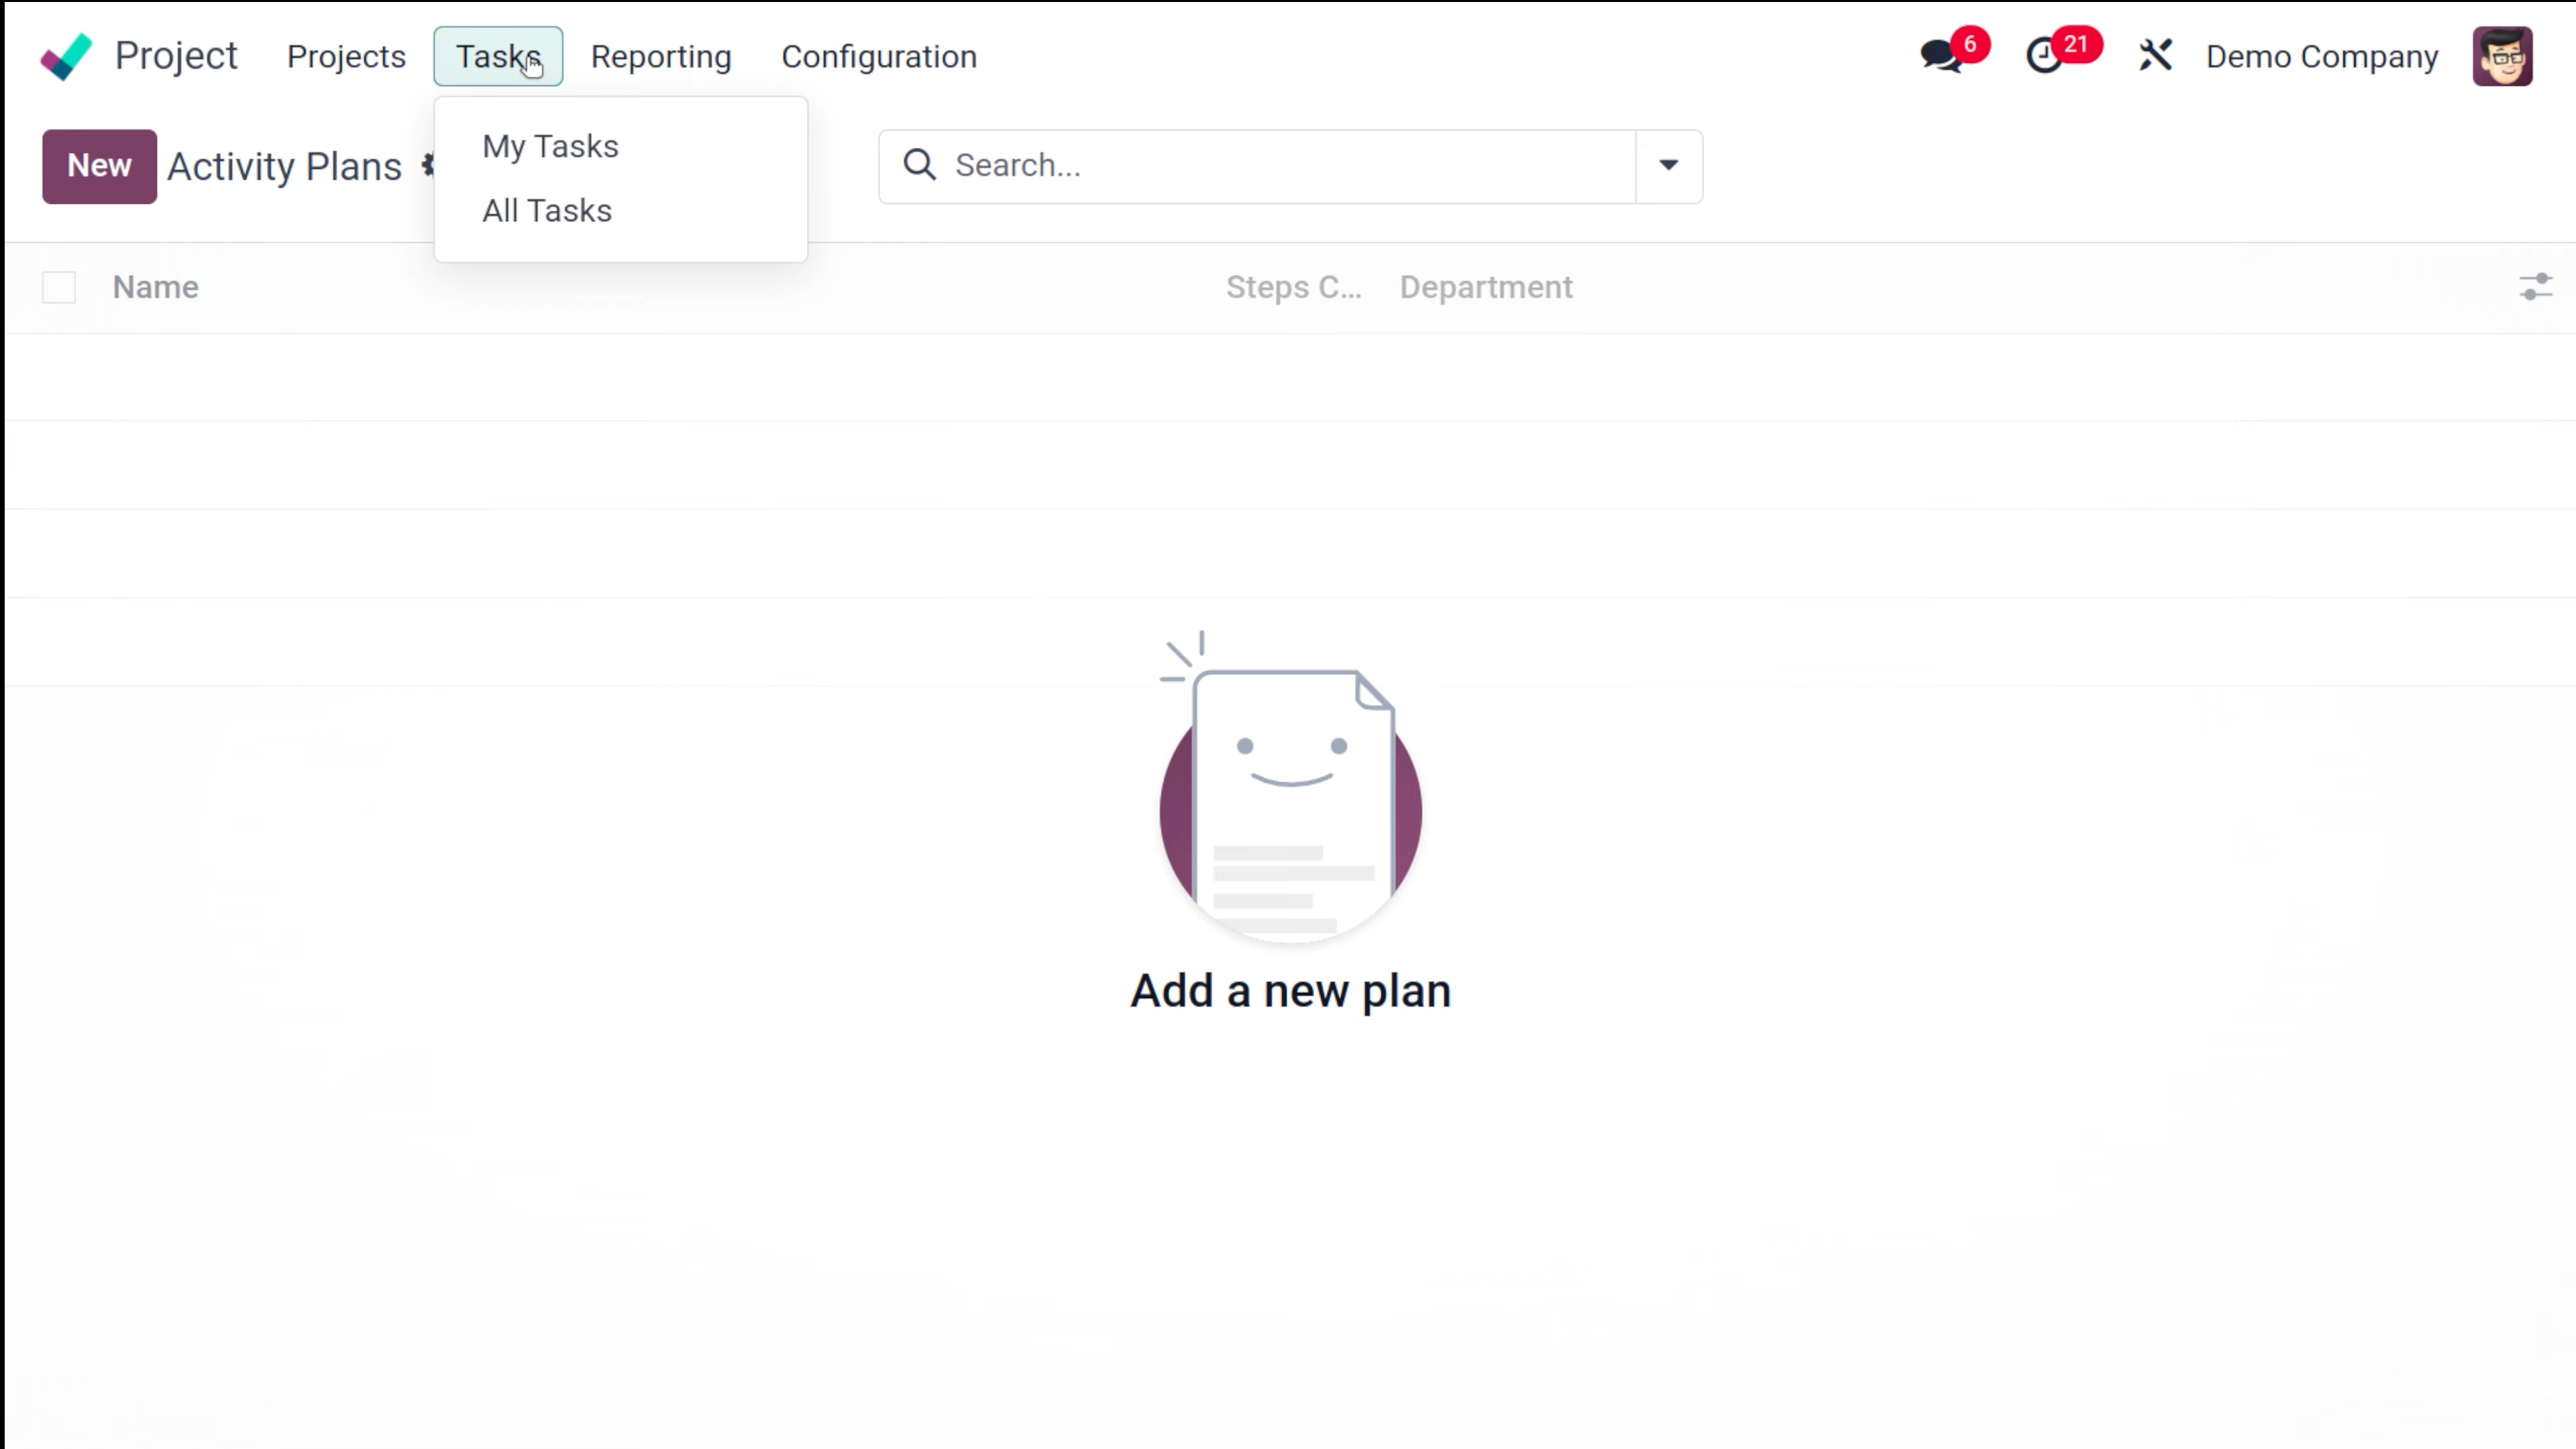 Project Projects Tasks Reporting Configuration 6 21 Demo Company
New Activity Plans Search...
My Tasks
All Tasks
Name Steps C... Department
Add a new plan